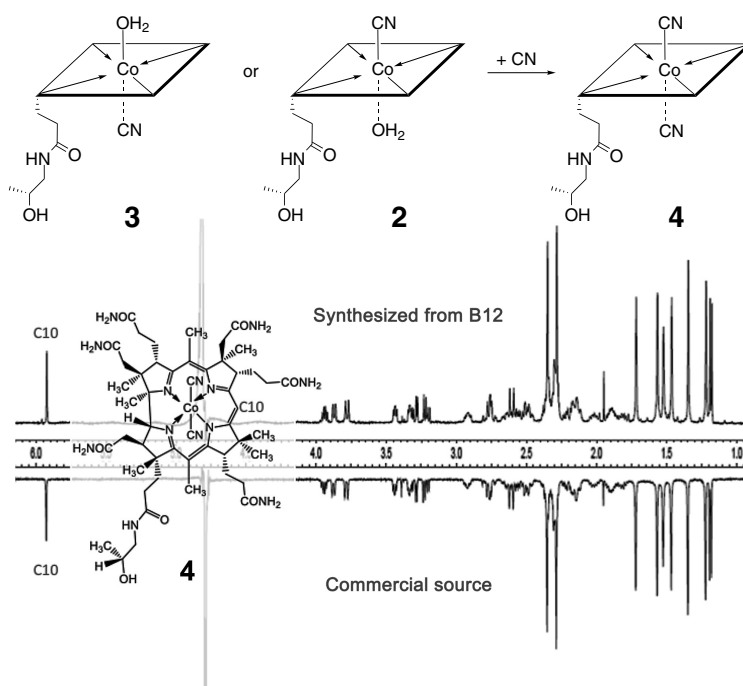 OH₂
Co
CN
O
HN
OH
3
or
CN
Co
OH₂
O
HN
OH
2
+ CN
CN
Co
CN
O
HN
OH
4
Synthesized from B12
C10
H₂NOC
CH₃
CONH₂
H₂NOC
CH₃
CN
H₃C
N
N
CONH₂
H₃C
Co
C10
H
N
CN
N
H₂NOC
CH₃
CH₃
H₃C
CH₃
CONH₂
O
HN
H₃C
H
OH
4
6.0
4.0
3.5
3.0
2.5
2.0
1.5
1.0
C10
Commercial source